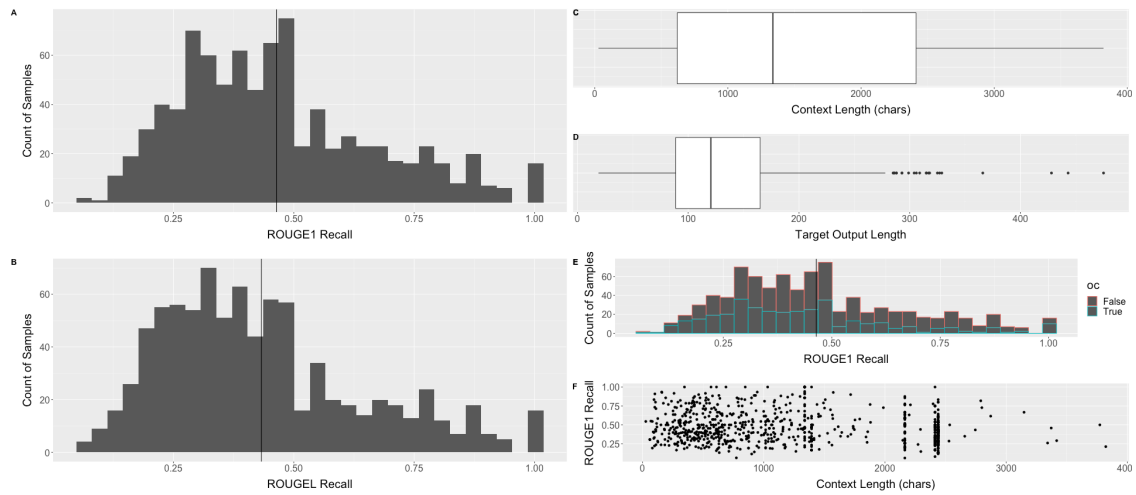 A
Count of Samples
60
40
20
0
0.25
0.50
0.75
1.00
ROUGE1 Recall
B
Count of Samples
60
40
20
0
0.25
0.50
0.75
1.00
ROUGEL Recall
C
0
1000
2000
3000
400
Context Length (chars)
D
100
200
300
400
Target Output Length
E
Count of Samples
60
40
20
0
0.25
0.50
0.75
1.00
ROUGE1 Recall
oc
False
True
F
ROUGE1 Recall
1.00
0.75
0.50
0.25
0
1000
2000
3000
400
Context Length (chars)